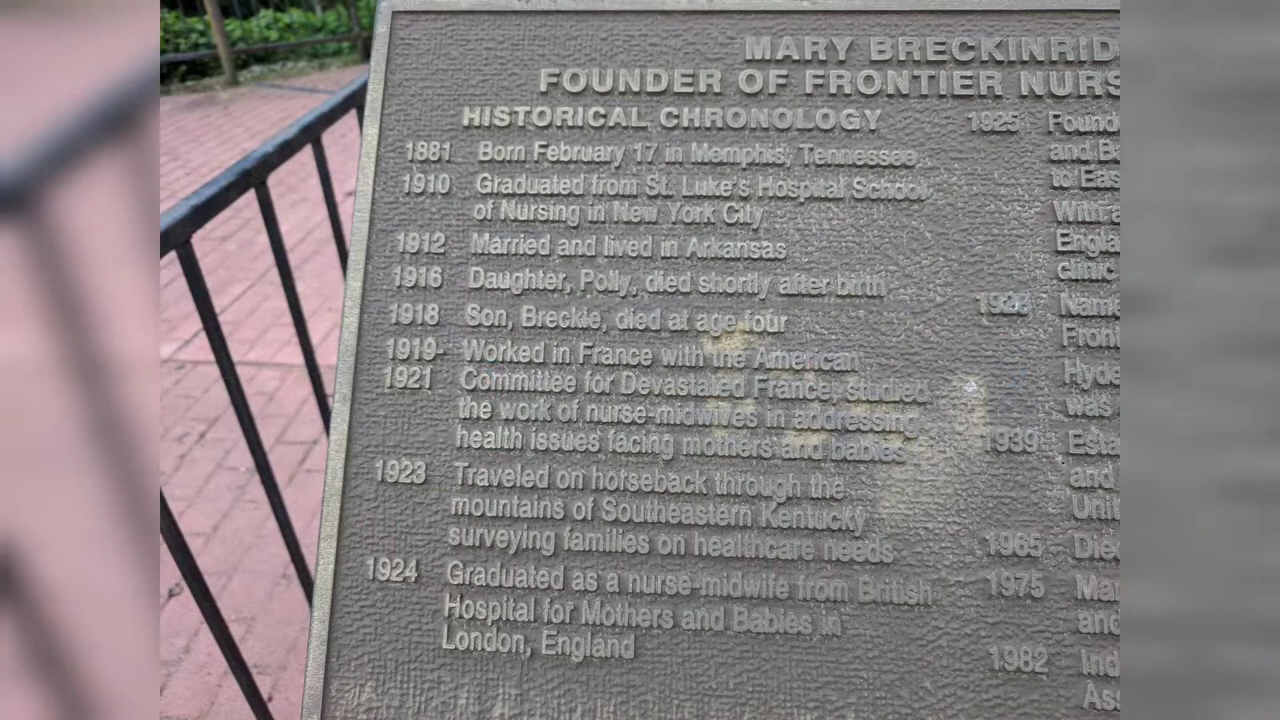 MARY BRECKINRID
FOUNDER OF FRONTIER NURS
HISTORICAL CHRONOLOGY
1881 Born February 17 in Memphis, Tennessee
1910 Graduated from St. Luke's Hospital School
of Nursing in New York City
1912 Married and lived in Arkansas
1916 Daughter, Polly, died shortly after birth
1918 Son, Breckie, died at age four
1919- Worked in France with the American
1921 Committee for Devastated France, studied
the work of nurse-midwives in addressing
health issues facing mothers and babies
1923 Traveled on horseback through the
mountains of Southeastern Kentucky
surveying families on healthcare needs
1924 Graduated as a nurse-midwife from British
Hospital for Mothers and Babies in
London, England
1925 Found
and B
to Eas
With a
Engla
clinic
Name
Front
Hyde
was
1939 Esta
and
Unit
1965 Died
1975 Mar
and
1982 Ind
Ass